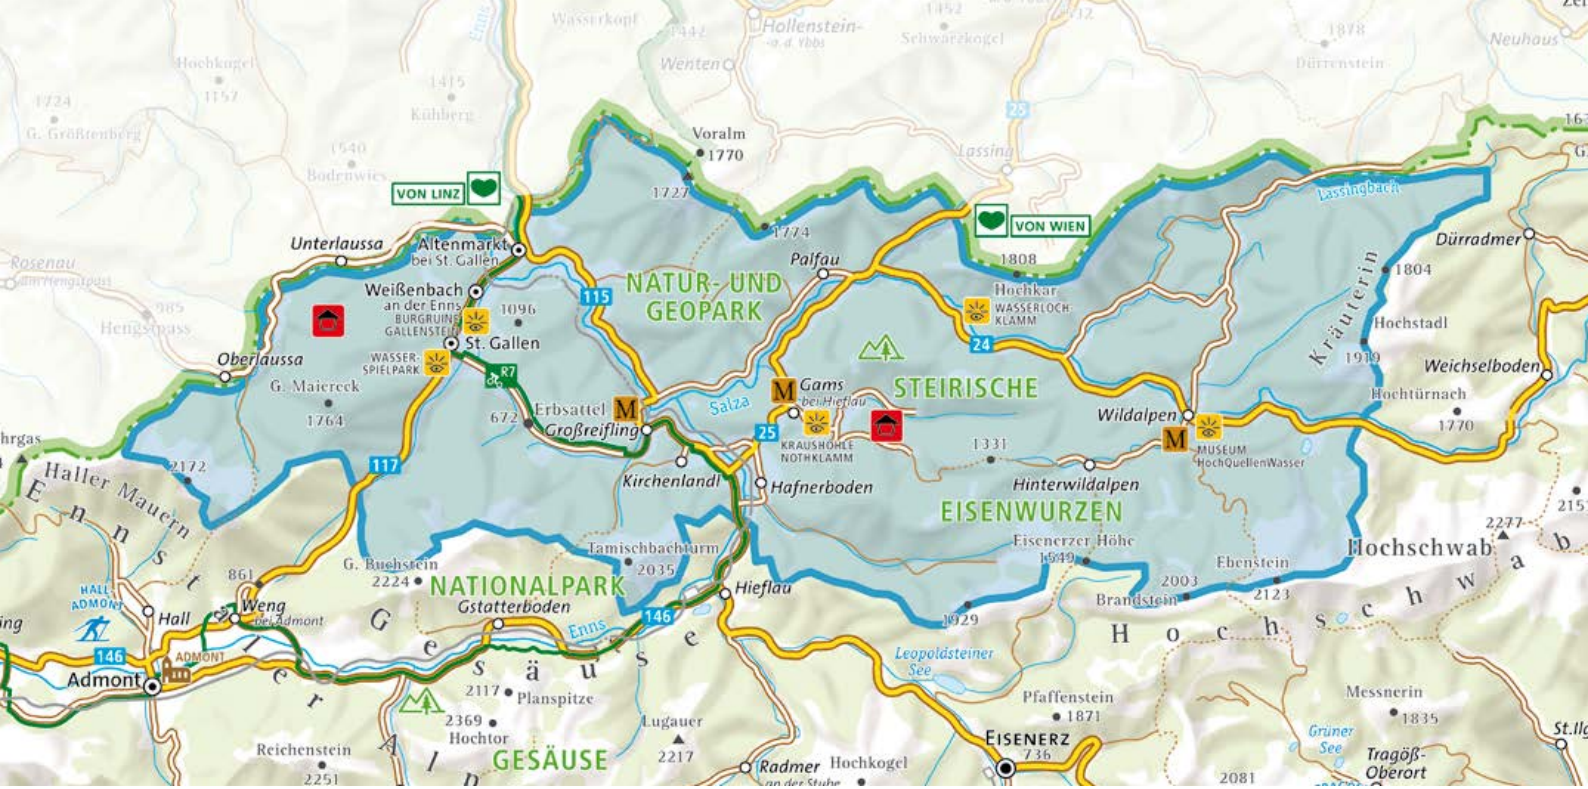 Enns
Wasserkopf
1442
Hollenstein-
a. d. Ybbs
1452
Schwarzkogel
1878
Dürrenstein
Neuhaus
Hochkogel
1157
1415
Kühberg
Wenten
1724
G. Größtenberg
25
1540
Bodenwies
Voralm
1770
Lassing
1727
Lassingbach
VON LINZ
VON WIEN
1774
Unterlaussa
Altenmarkt
bei St. Gallen
Rosenau
am Hengstpass
Palfau
1808
Hochkar
Dürradmer
1804
Weißenbach
an der Enns
BURGRUINE
GALLENSTEIN
1096
115
NATUR- UND
GEOPARK
WASSERLOCH-
KLAMM
985
Hengstpass
Kräuterin
Hochstadl
St. Gallen
24
1919
WASSER-
SPIELPARK
Oberlaussa
Weichselboden
G. Maiereck
1764
R7
STEIRISCHE
Gams
bei Hieflau
Hochtürnach
1770
672
Erbsattel
M
Salza
M
Großreifling
Wildalpen
25
KRAUSHÖHLE
NOTHKLAMM
1331
M
MUSEUM
HochQuellenWasser
2172
117
Haller Mauern
Kirchenlandl
Hafnerboden
Hinterwildalpen
EISENWURZEN
2277
Hochschwab
Eisenerzer Höhe
1549
G. Buchstein
2224
Tamischbachturm
2035
Ebenstein
2123
2003
Brandstein
861
NATIONALPARK
Gstatterboden
Hieflau
HALL
ADMONT
Hall
Weng
bei Admont
146
Enns
1929
Hochschwab
Ennstaler Alp
Gesäuse
146
ADMONT
Admont
Leopoldsteiner
See
2117
Planspitze
Pfaffenstein
1871
Messnerin
1835
2369
Hochtor
Lugauer
2217
Reichenstein
2251
GESÄUSE
EISENERZ
736
Grüner
See
Tragöß-
Oberort
Radmer
an der Stube
Hochkogel
2081